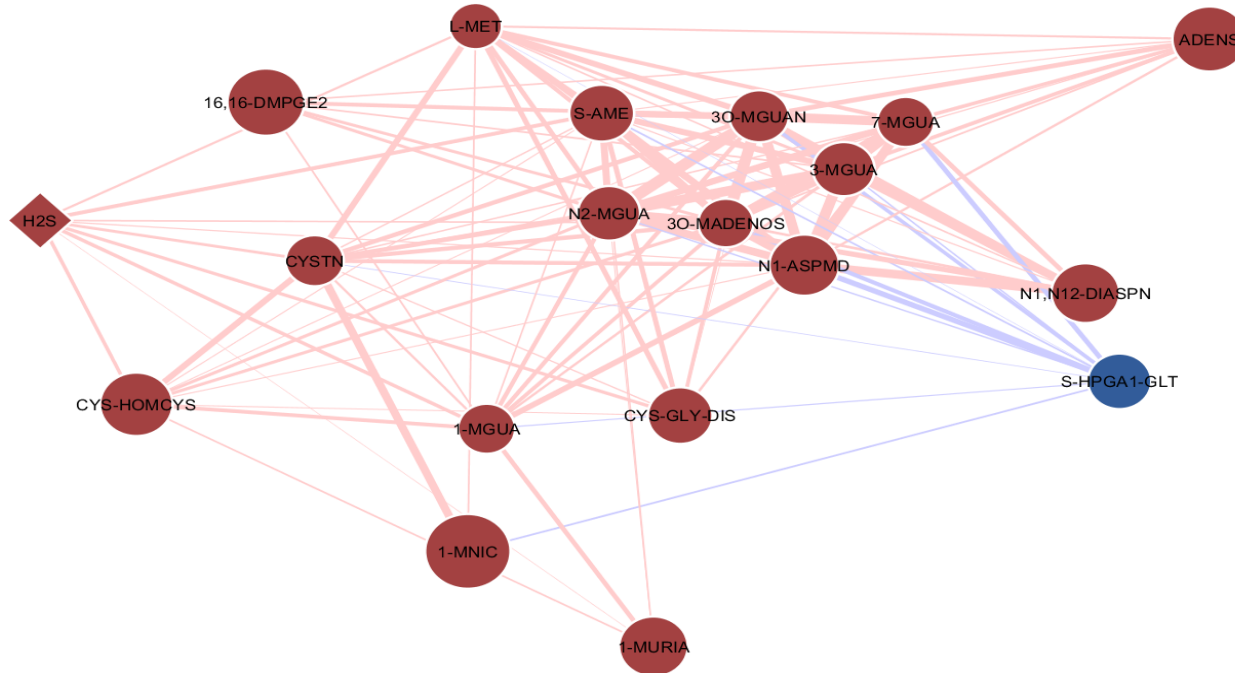 L-MET
ADENS
16,16-DMPGE2
S-AME
3O-MGUAN
7-MGUA
3-MGUA
H2S
N2-MGUA
3O-MADENOS
CYSTN
N1-ASPMD
N1,N12-DIASPN
S-HPGA1-GLT
CYS-HOMCYS
1-MGUA
CYS-GLY-DIS
1-MNIC
1-MURIA